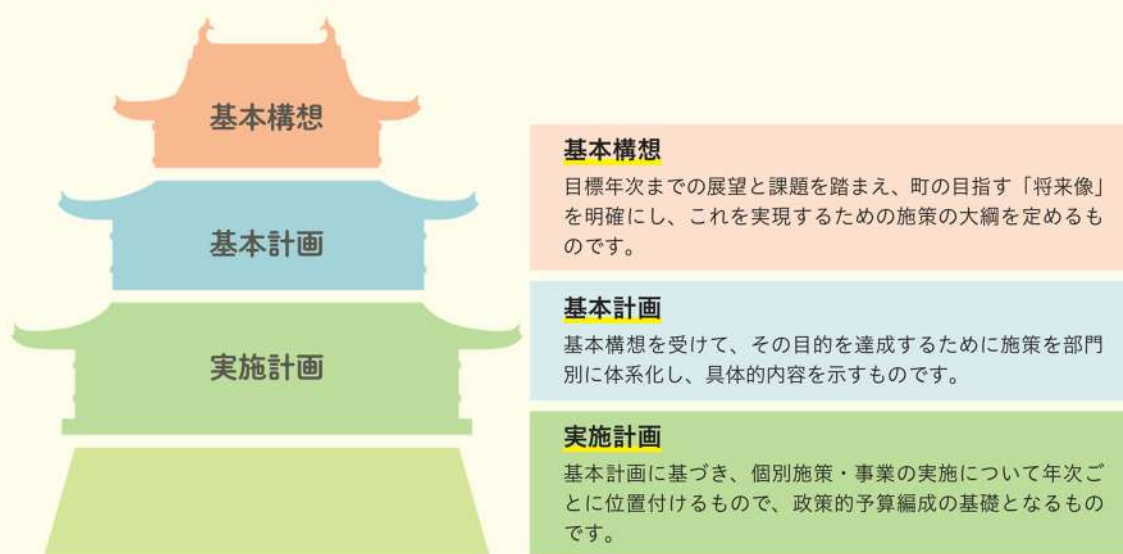 基本構想
基本計画
実施計画
基本構想
目標年次までの展望と課題を踏まえ、町の目指す「将来像」
を明確にし、これを実現するための施策の大綱を定めるも
のです。
基本計画
基本構想を受けて、その目的を達成するために施策を部門
別に体系化し、具体的内容を示すものです。
実施計画
基本計画に基づき、個別施策・事業の実施について年次ご
とに位置付けるもので、政策的予算編成の基礎となるもの
です。